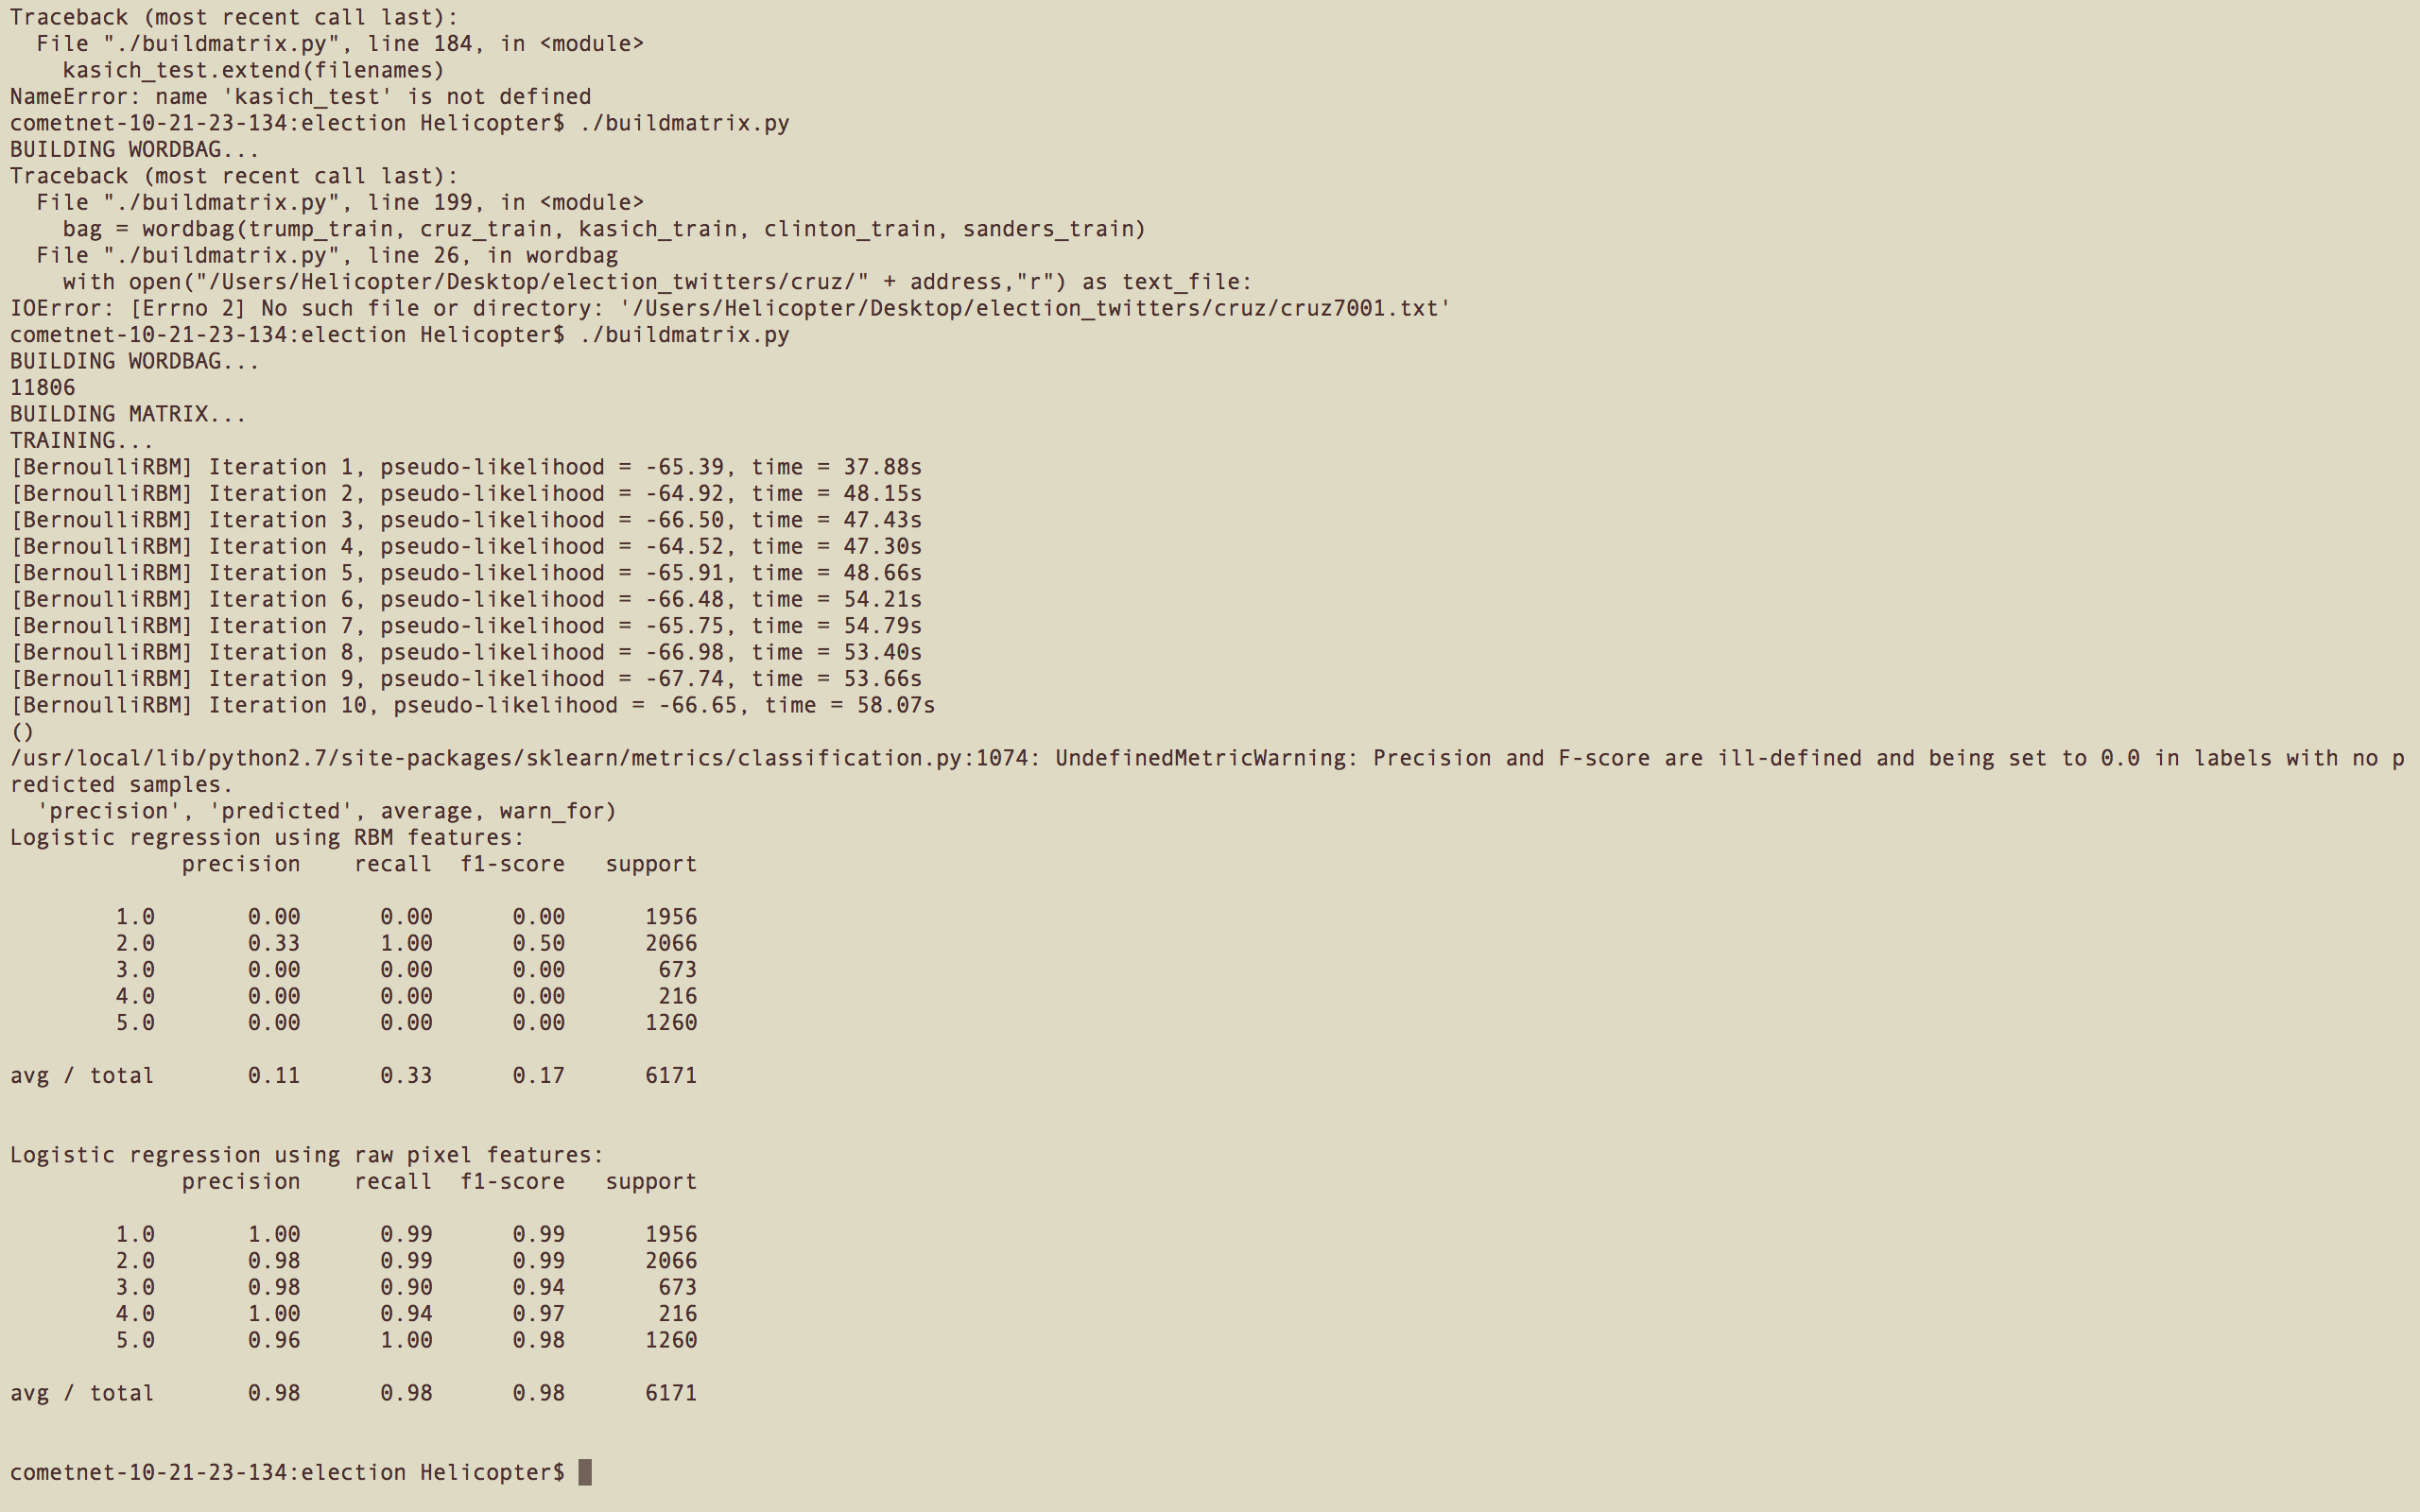 Traceback (most recent call last):
  File "./buildmatrix.py", line 184, in <module>
    kasich_test.extend(filenames)
NameError: name 'kasich_test' is not defined
cometnet-10-21-23-134:election Helicopter$ ./buildmatrix.py
BUILDING WORDBAG...
Traceback (most recent call last):
  File "./buildmatrix.py", line 199, in <module>
    bag = wordbag(trump_train, cruz_train, kasich_train, clinton_train, sanders_train)
  File "./buildmatrix.py", line 26, in wordbag
    with open("/Users/Helicopter/Desktop/election_twitters/cruz/" + address,"r") as text_file:
IOError: [Errno 2] No such file or directory: '/Users/Helicopter/Desktop/election_twitters/cruz/cruz7001.txt'
cometnet-10-21-23-134:election Helicopter$ ./buildmatrix.py
BUILDING WORDBAG...
11806
BUILDING MATRIX...
TRAINING...
[BernoulliRBM] Iteration 1, pseudo-likelihood = -65.39, time = 37.88s
[BernoulliRBM] Iteration 2, pseudo-likelihood = -64.92, time = 48.15s
[BernoulliRBM] Iteration 3, pseudo-likelihood = -66.50, time = 47.43s
[BernoulliRBM] Iteration 4, pseudo-likelihood = -64.52, time = 47.30s
[BernoulliRBM] Iteration 5, pseudo-likelihood = -65.91, time = 48.66s
[BernoulliRBM] Iteration 6, pseudo-likelihood = -66.48, time = 54.21s
[BernoulliRBM] Iteration 7, pseudo-likelihood = -65.75, time = 54.79s
[BernoulliRBM] Iteration 8, pseudo-likelihood = -66.98, time = 53.40s
[BernoulliRBM] Iteration 9, pseudo-likelihood = -67.74, time = 53.66s
[BernoulliRBM] Iteration 10, pseudo-likelihood = -66.65, time = 58.07s
()
/usr/local/lib/python2.7/site-packages/sklearn/metrics/classification.py:1074: UndefinedMetricWarning: Precision and F-score are ill-defined and being set to 0.0 in labels with no p
redicted samples.
  'precision', 'predicted', average, warn_for)
Logistic regression using RBM features:
             precision    recall  f1-score   support

        1.0       0.00      0.00      0.00      1956
        2.0       0.33      1.00      0.50      2066
        3.0       0.00      0.00      0.00       673
        4.0       0.00      0.00      0.00       216
        5.0       0.00      0.00      0.00      1260

avg / total       0.11      0.33      0.17      6171

Logistic regression using raw pixel features:
             precision    recall  f1-score   support

        1.0       1.00      0.99      0.99      1956
        2.0       0.98      0.99      0.99      2066
        3.0       0.98      0.90      0.94       673
        4.0       1.00      0.94      0.97       216
        5.0       0.96      1.00      0.98      1260

avg / total       0.98      0.98      0.98      6171

cometnet-10-21-23-134:election Helicopter$